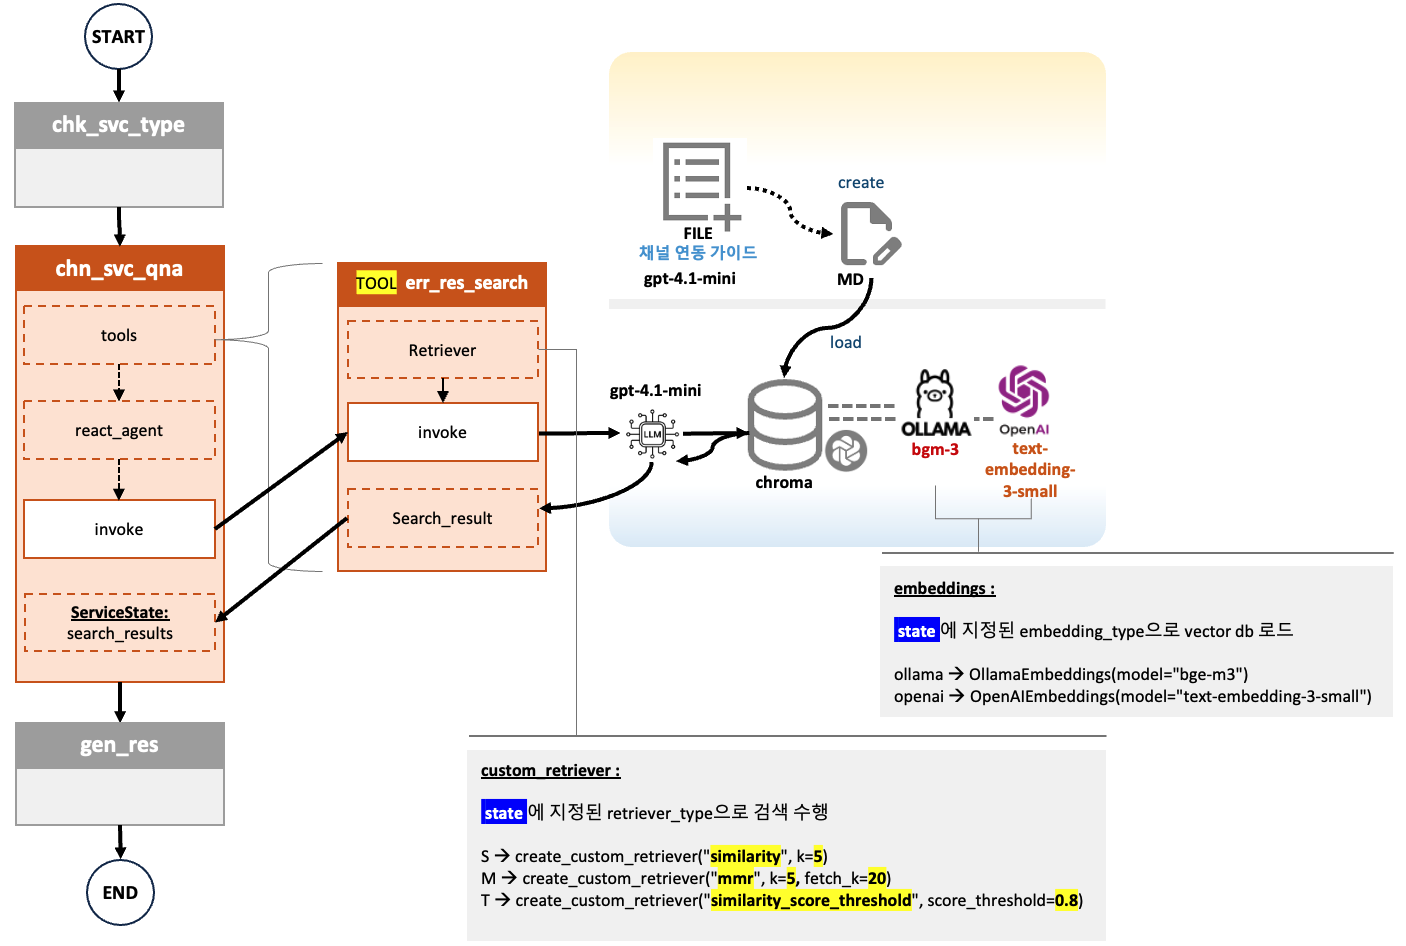 START
chk_svc_type
chn_svc_qna
tools
react_agent
invoke
ServiceState:
search_results
gen_res
END
TOOL err_res_search
Retriever
invoke
Search_result
FILE
채널 연동 가이드
gpt-4.1-mini
create
MD
load
gpt-4.1-mini
LLM
chroma
OLLAMA
bgm-3
OpenAI
text-
embedding-
3-small
embeddings :
state에 지정된 embedding_type으로 vector db 로드
ollama → OllamaEmbeddings(model="bge-m3")
openai → OpenAIEmbeddings(model="text-embedding-3-small")
custom_retriever :
state에 지정된 retriever_type으로 검색 수행
S → create_custom_retriever("similarity", k=5)
M → create_custom_retriever("mmr", k=5, fetch_k=20)
T → create_custom_retriever("similarity_score_threshold", score_threshold=0.8)